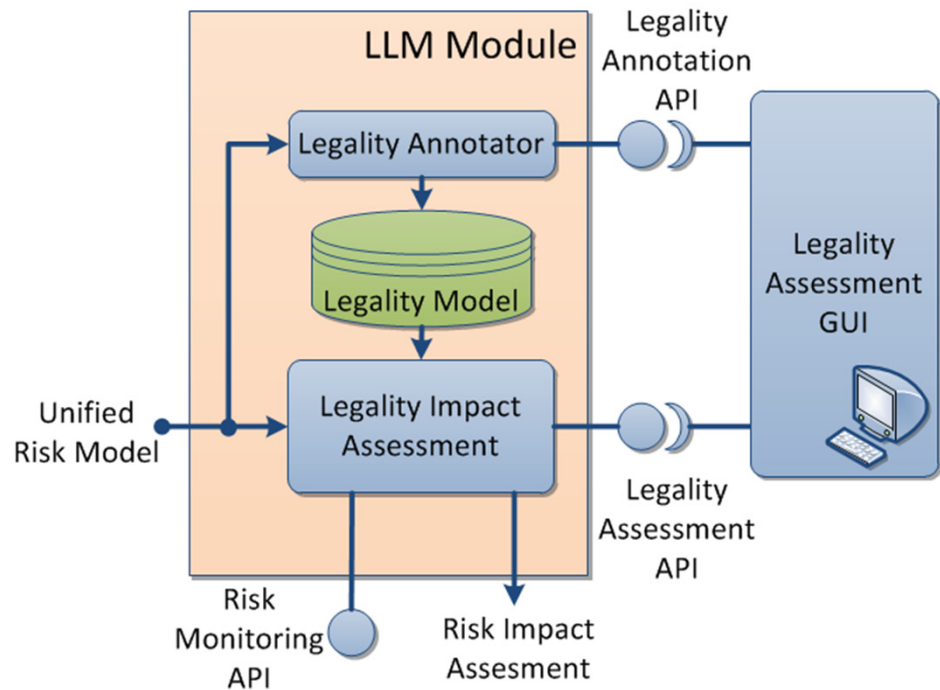 LLM Module
Legality
Annotation
API
Legality Annotator
Legality Model
Legality
Assessment
GUI
Unified
Risk Model
Legality Impact
Assessment
Legality
Assessment
API
Risk
Monitoring
API
Risk Impact
Assesment